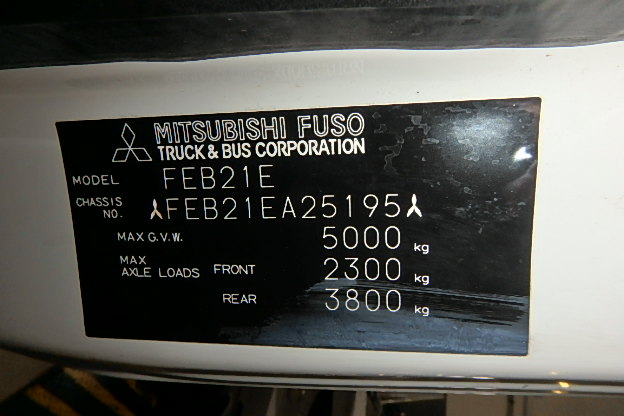 MITSUBISHI FUSO
TRUCK & BUS CORPORATION
MODEL FEB21E
CHASSIS NO. FEB21EA25195
MAX G.V.W. 5000 kg
MAX AXLE LOADS FRONT 2300 kg
REAR 3800 kg